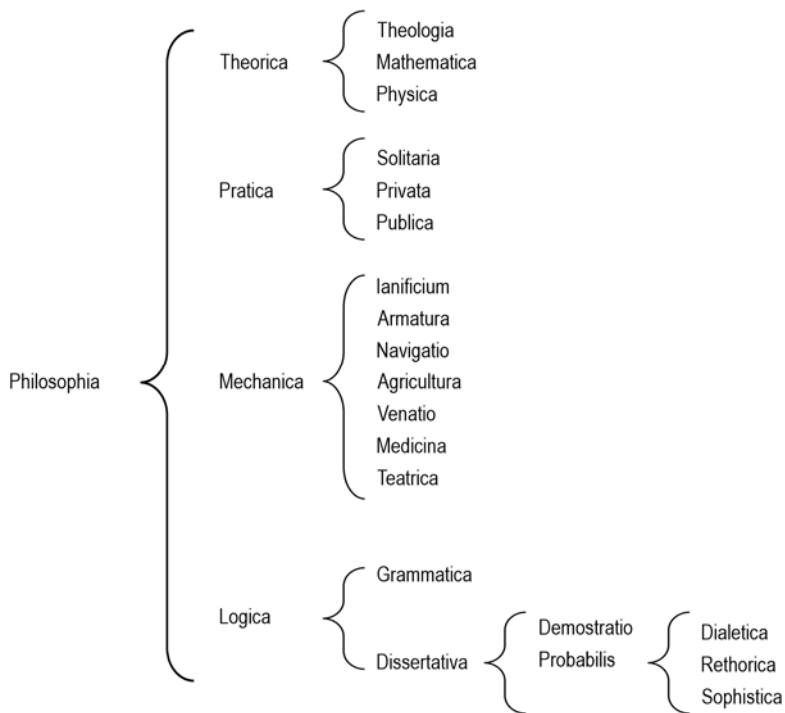 Philosophia
Theorica
Theologia
Mathematica
Physica
Pratica
Solitaria
Privata
Publica
Mechanica
lanificium
Armatura
Navigatio
Agricultura
Venatio
Medicina
Teatrica
Logica
Grammatica
Dissertativa
Demostratio
Probabilis
Dialetica
Rethorica
Sophistica